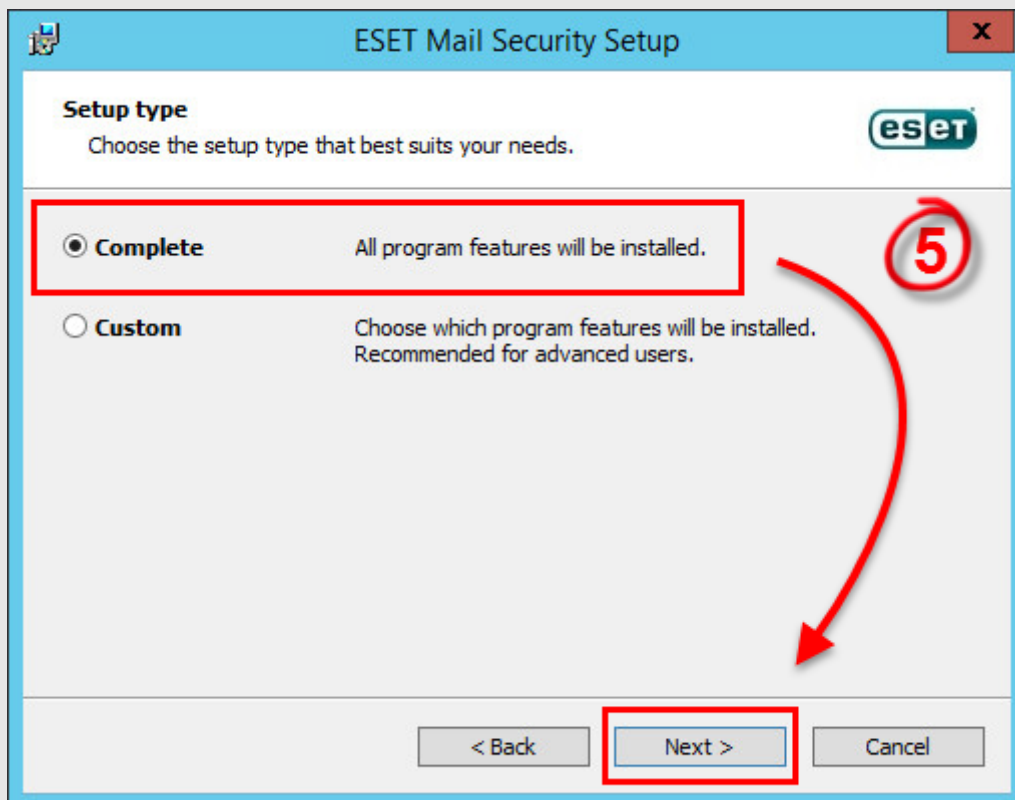 ESET Mail Security Setup
x
Setup type
Choose the setup type that best suits your needs.
eseT
Complete
All program features will be installed.
5
Custom
Choose which program features will be installed.
Recommended for advanced users.
< Back
Next >
Cancel